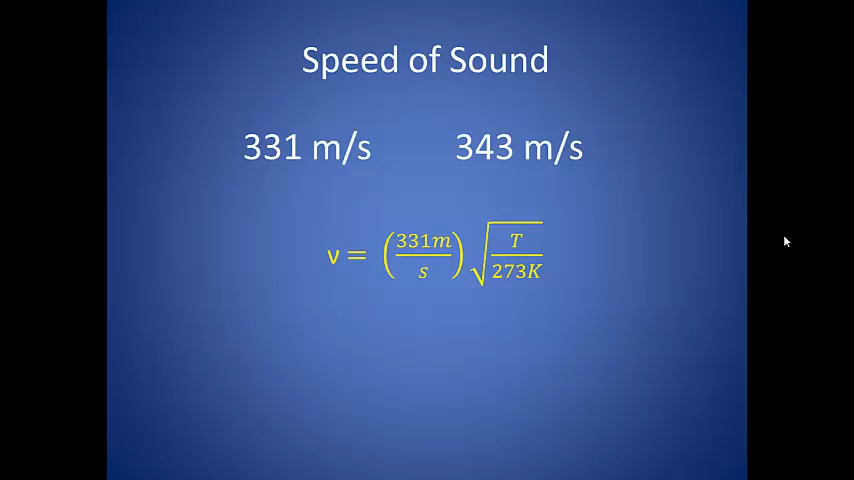 Speed of Sound
331 m/s 343 m/s
v = (331m/s) √(T/273K)